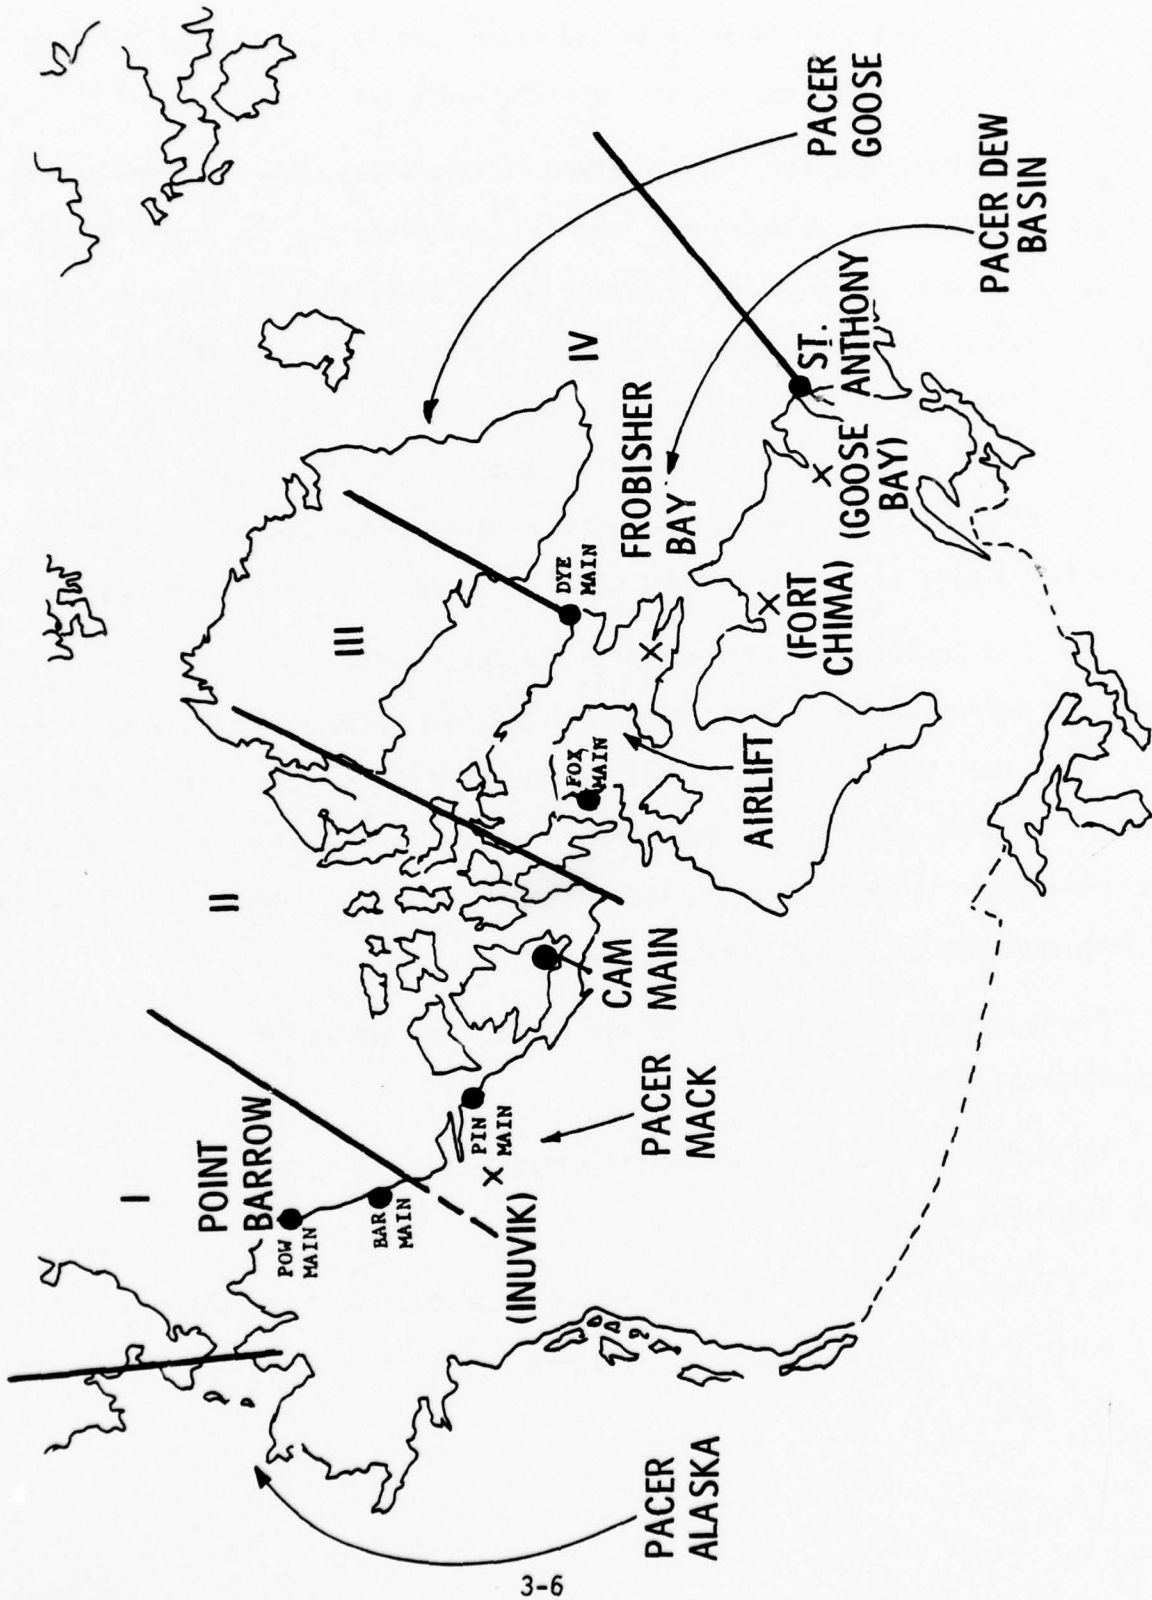 I
II
III
IV
POINT
BARROW
POW
MAIN
BAR
MAIN
PIN
MAIN
(INUVIK)
CAM
MAIN
FOX
MAIN
DYE
MAIN
FROBISHER
BAY
ST.
ANTHONY
(GOOSE
BAY)
(FORT
CHIMA)
AIRLIFT
PACER
MACK
PACER
ALASKA
PACER
GOOSE
PACER DEW
BASIN
3-6